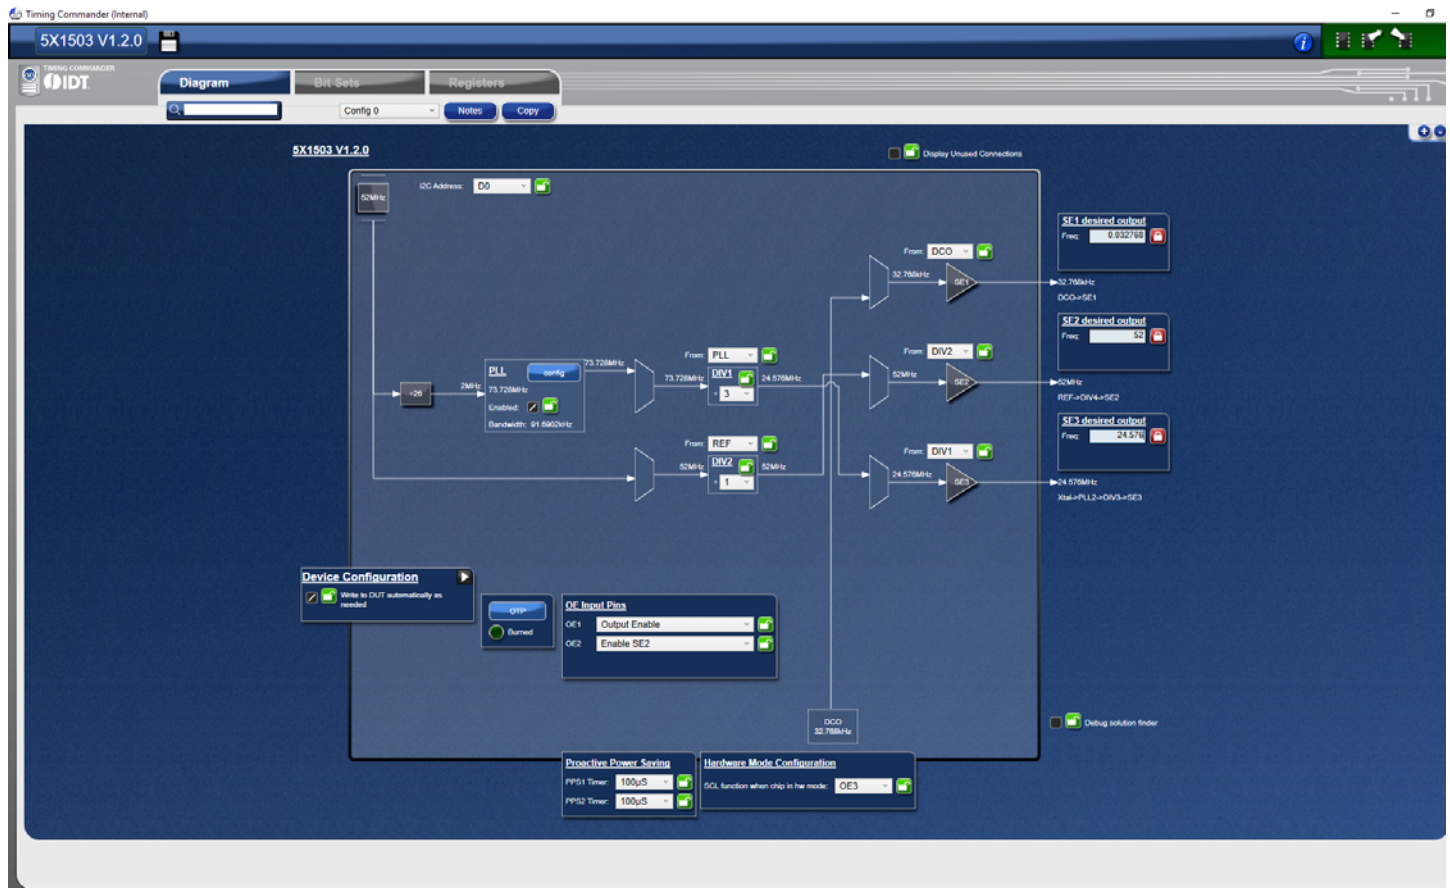 Timing Commander (Internal)
5X1503 V1.2.0
TIMING COMMANDER
IDT
Diagram
Bit Sets
Registers
Config 0
Notes
Copy
5X1503 V1.2.0
Display Unused Connections
52MHz
I2C Address: D0
SE1 desired output
Freq: 0.032768
From: DCO
32.768kHz
SE1
32.768kHz
DCO->SE1
SE2 desired output
Freq: 52
From: PLL
From: DIV2
PLL
config
73.728MHz
73.728MHz
DIV1
24.576MHz
52MHz
SE2
52MHz
÷26
2MHz
73.728MHz
÷ 3
REF->DIV4->SE2
Enabled:
Bandwidth: 91.6902kHz
SE3 desired output
Freq: 24.576
From: REF
From: DIV1
52MHz
DIV2
52MHz
÷ 1
24.576MHz
SE3
24.576MHz
Xtal->PLL2->DIV3->SE3
Device Configuration
Write to DUT automatically as
needed
OTP
Burned
OE Input Pins
OE1 Output Enable
OE2 Enable SE2
DCO
32.768kHz
Debug solution finder
Proactive Power Saving
PPS1 Timer: 100µS
PPS2 Timer: 100µS
Hardware Mode Configuration
SCL function when chip in hw mode: OE3